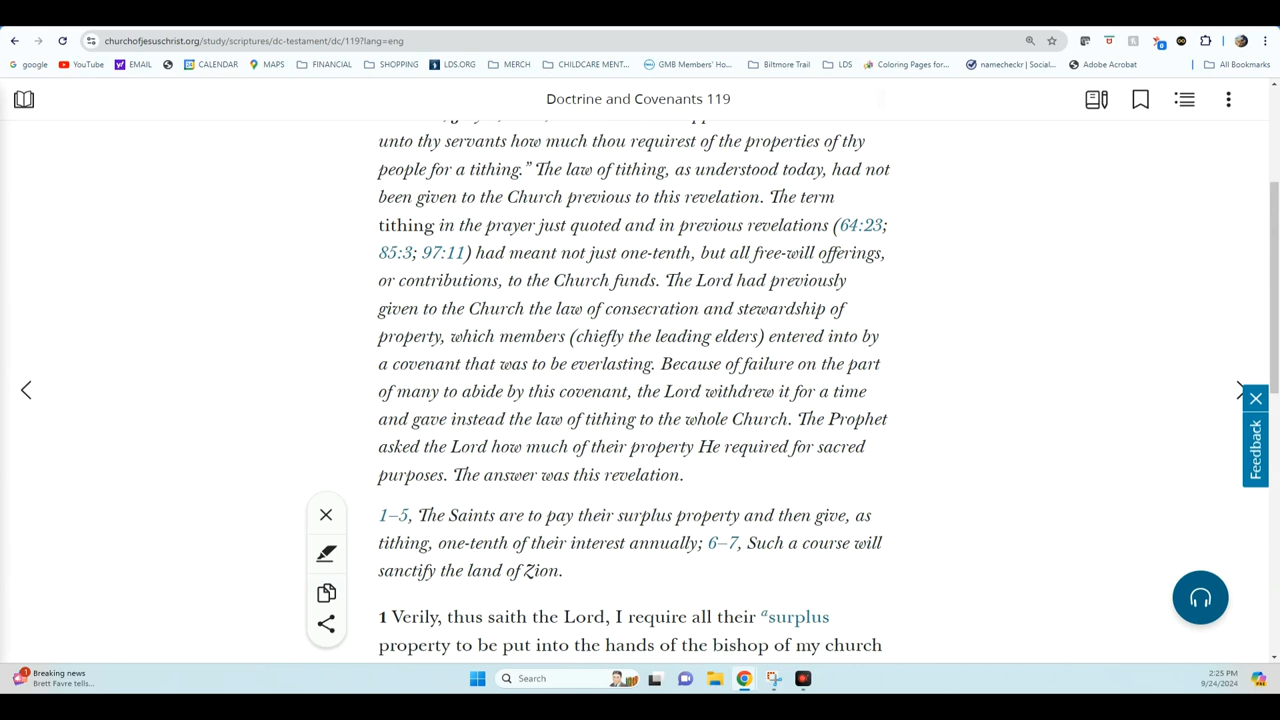 churchofjesuschrist.org/study/scriptures/dc-testament/dc/119?lang=eng
google YouTube EMAIL CALENDAR MAPS FINANCIAL SHOPPING LDS.ORG MERCH CHILDCARE MENT... GMB Members' Ho... Biltmore Trail LDS Coloring Pages for... namecheckr | Social... Adobe Acrobat All Bookmarks
Doctrine and Covenants 119
unto thy servants how much thou requirest of the properties of thy
people for a tithing.” The law of tithing, as understood today, had not
been given to the Church previous to this revelation. The term
tithing in the prayer just quoted and in previous revelations (64:23;
85:3; 97:11) had meant not just one-tenth, but all free-will offerings,
or contributions, to the Church funds. The Lord had previously
given to the Church the law of consecration and stewardship of
property, which members (chiefly the leading elders) entered into by
a covenant that was to be everlasting. Because of failure on the part
of many to abide by this covenant, the Lord withdrew it for a time
and gave instead the law of tithing to the whole Church. The Prophet
asked the Lord how much of their property He required for sacred
purposes. The answer was this revelation.
1–5, The Saints are to pay their surplus property and then give, as
tithing, one-tenth of their interest annually; 6–7, Such a course will
sanctify the land of Zion.
1 Verily, thus saith the Lord, I require all their a surplus
property to be put into the hands of the bishop of my church
Feedback
1
Breaking news
Brett Favre tells...
Search
2:25 PM
9/24/2024